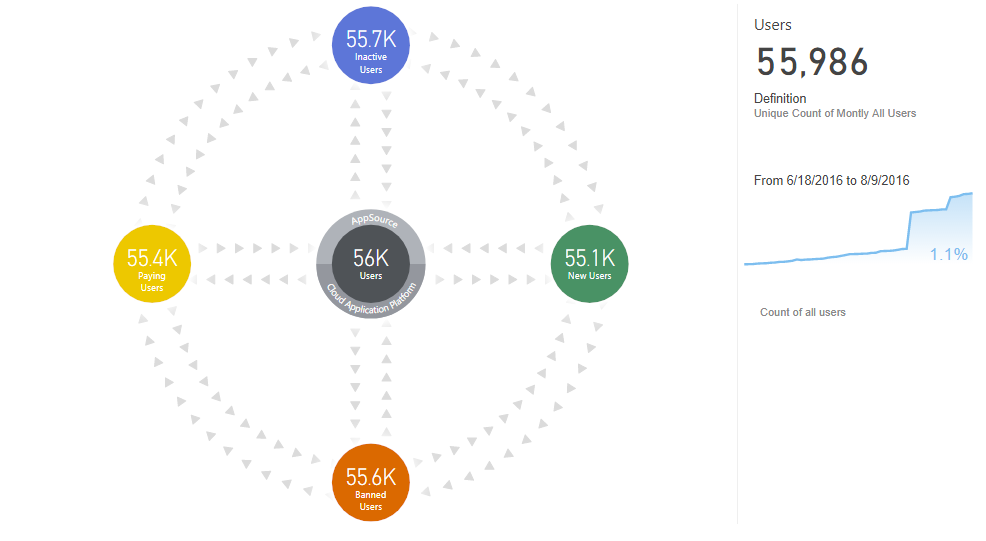 55.7K
Inactive
Users
55.4K
Paying
Users
AppSource
56K
Users
Cloud Application Platform
55.1K
New Users
55.6K
Banned
Users
Users
55,986
Definition
Unique Count of Montly All Users
From 6/18/2016 to 8/9/2016
1.1%
Count of all users